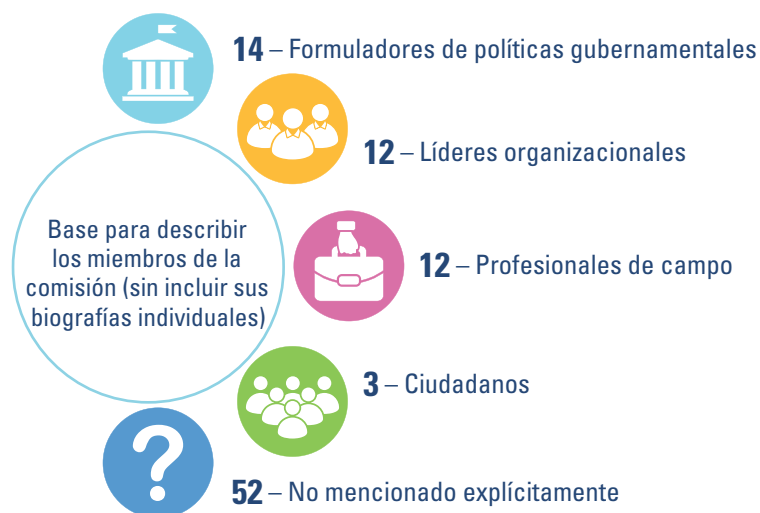 14 – Formuladores de políticas gubernamentales
12 – Líderes organizacionales
Base para describir
los miembros de la
comisión (sin incluir sus
biografías individuales)
12 – Profesionales de campo
3 – Ciudadanos
?
52 – No mencionado explícitamente